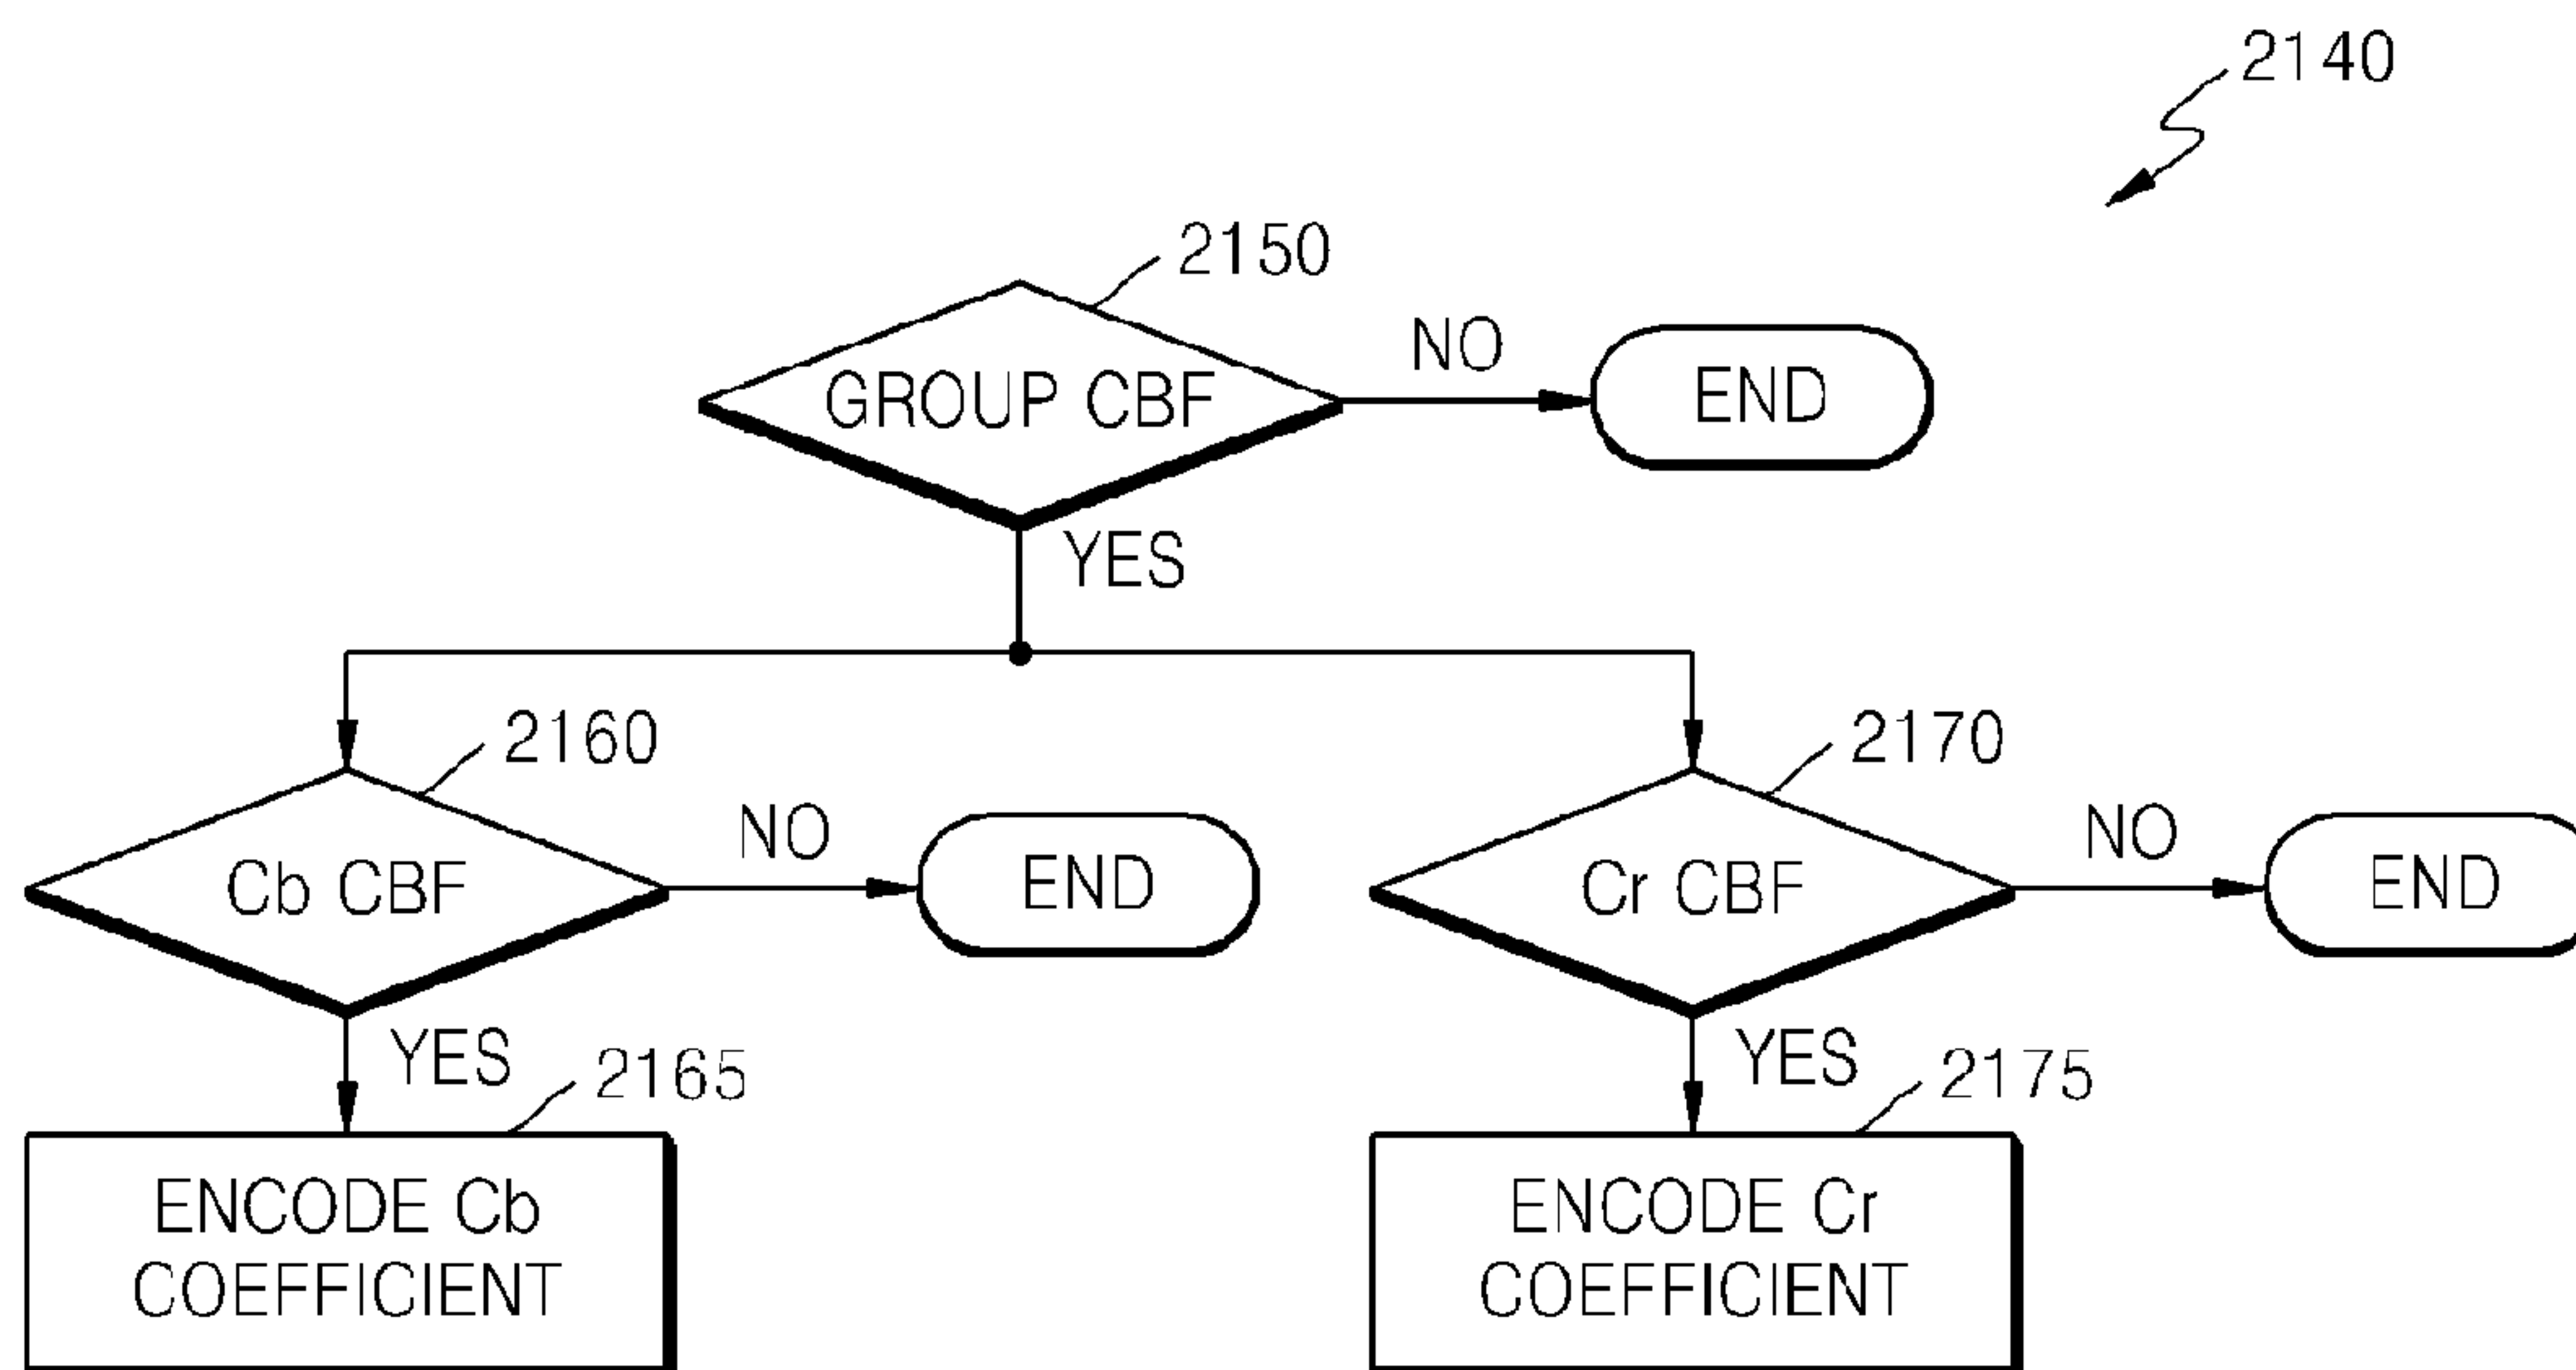 2140
2150
GROUP CBF
NO
END
YES
2160
2170
Cb CBF
NO
END
Cr CBF
NO
END
YES
2165
YES
2175
ENCODE Cb
COEFFICIENT
ENCODE Cr
COEFFICIENT